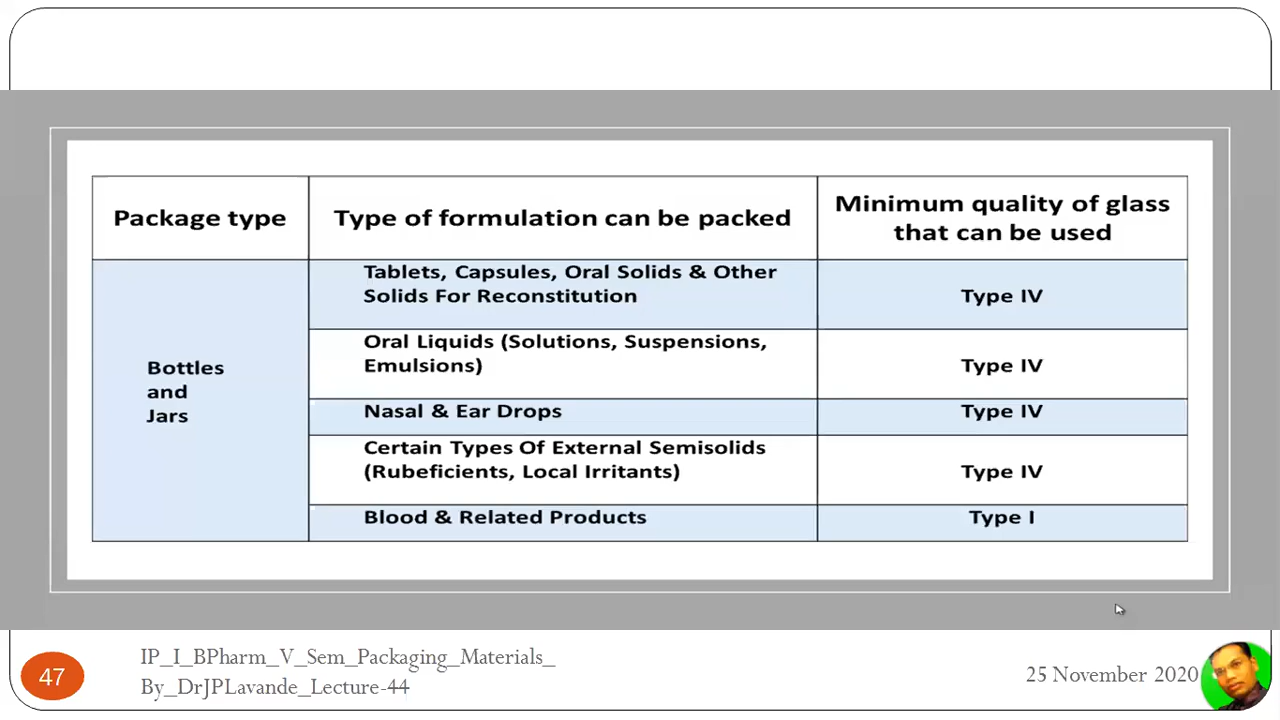 Package type
Type of formulation can be packed
Minimum quality of glass
that can be used
Bottles
and
Jars
Tablets, Capsules, Oral Solids & Other
Solids For Reconstitution
Type IV
Oral Liquids (Solutions, Suspensions,
Emulsions)
Type IV
Nasal & Ear Drops
Type IV
Certain Types Of External Semisolids
(Rubeficients, Local Irritants)
Type IV
Blood & Related Products
Type I
47
IP_I_BPharm_V_Sem_Packaging_Materials_
By_DrJPLavande_Lecture-44
25 November 2020